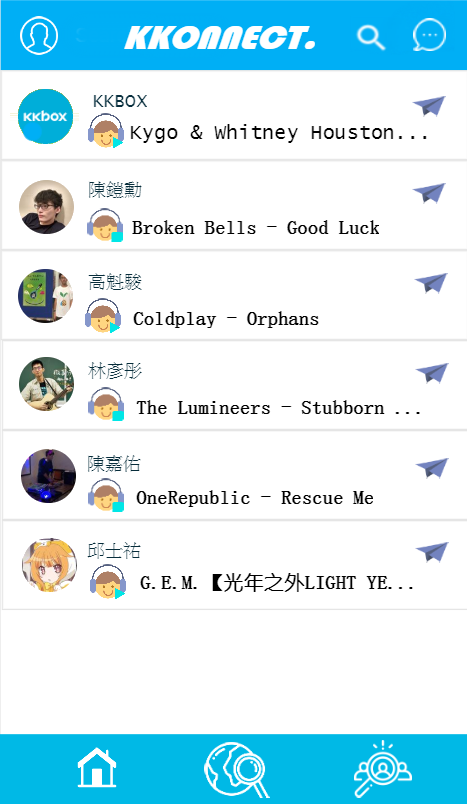 KKONNECT.
KKBOX
KKBOX
Kygo & Whitney Houston...
陳鎧勳
Broken Bells – Good Luck
高魁駿
Coldplay – Orphans
林彥彤
The Lumineers – Stubborn ...
陳嘉佑
OneRepublic – Rescue Me
邱士祐
G.E.M.【光年之外LIGHT YE...